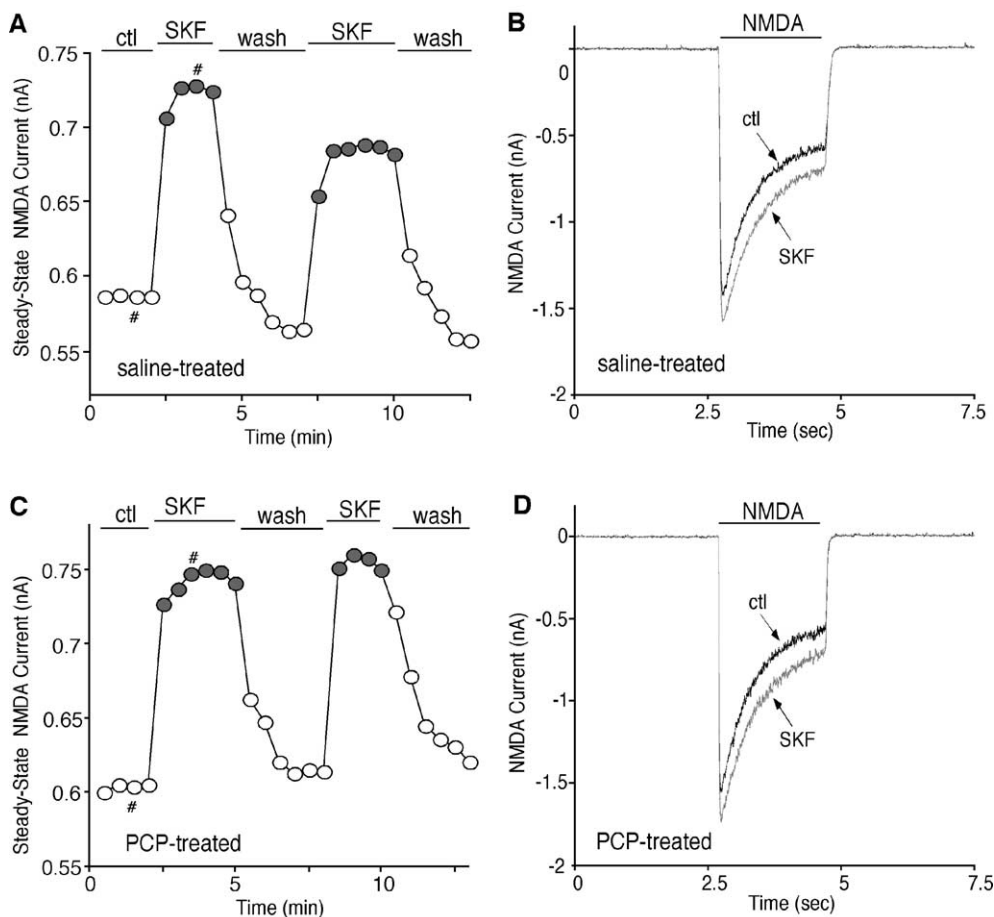 A
ctl SKF wash SKF wash
#
0.75
0.7
0.65
0.6
0.55
#
Steady-State NMDA Current (nA)
saline-treated
0 5 10
Time (min)
B
NMDA
0
-0.5
-1
-1.5
-2
NMDA Current (nA)
ctl
SKF
saline-treated
0 2.5 5 7.5
Time (sec)
C
ctl SKF wash SKF wash
#
0.75
0.7
0.65
0.6
0.55
#
Steady-State NMDA Current (nA)
PCP-treated
0 5 10
Time (min)
D
NMDA
0
-0.5
-1
-1.5
-2
NMDA Current (nA)
ctl
SKF
PCP-treated
0 2.5 5 7.5
Time (sec)